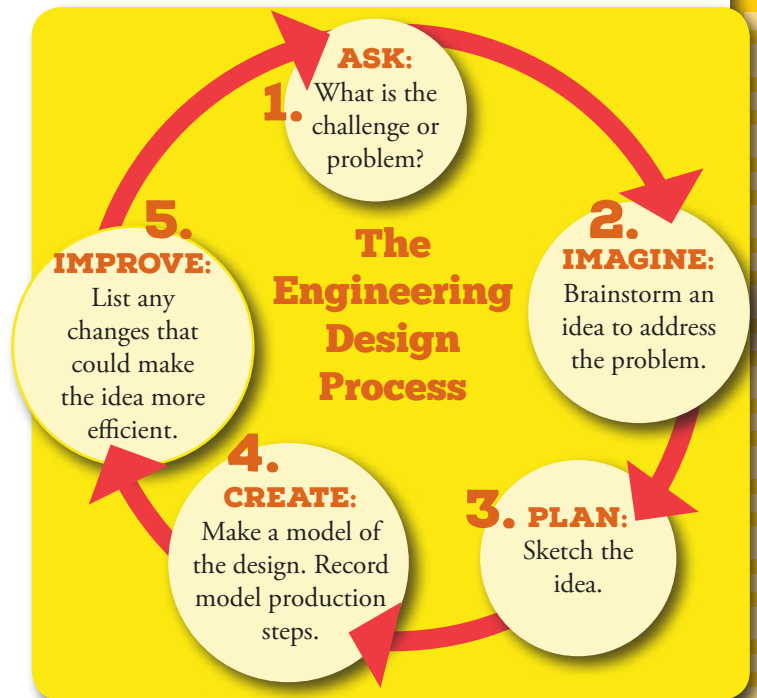 1.
ASK:
What is the
challenge or
problem?
2.
IMAGINE:
Brainstorm an
idea to address
the problem.
3. PLAN:
Sketch the
idea.
4.
CREATE:
Make a model of
the design. Record
model production
steps.
5.
IMPROVE:
List any
changes that
could make
the idea more
efficient.
The
Engineering
Design
Process